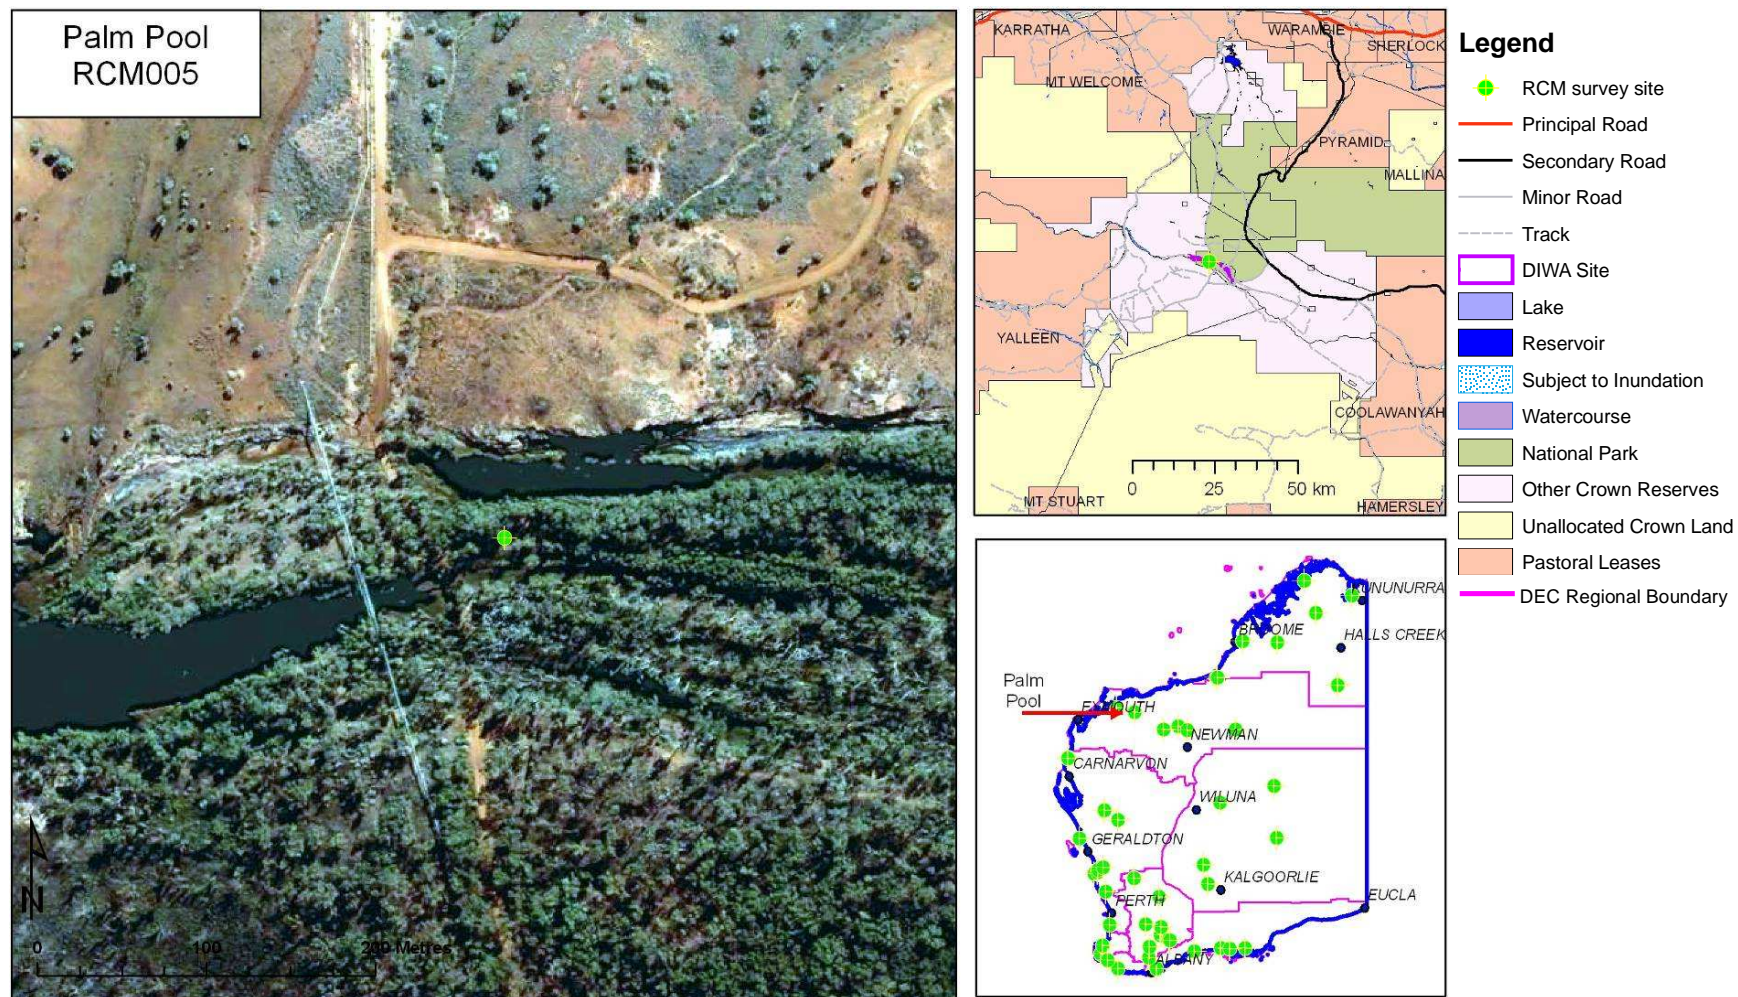 Palm Pool
RCM005
N
0 100 200 Metres
KARRATHA
WARAMBIE
SHERLOCK
MT WELCOME
PYRAMID
MALLINA
YALLEEN
COOLAWANYAH
0 25 50 km
MT STUART
HAMERSLEY
KUNUNURRA
BROOME
HALLS CREEK
Palm
Pool
EXMOUTH
NEWMAN
CARNARVON
WILUNA
GERALDTON
KALGOORLIE
EUCLA
PERTH
ALBANY
Legend
RCM survey site
Principal Road
Secondary Road
Minor Road
Track
DIWA Site
Lake
Reservoir
Subject to Inundation
Watercourse
National Park
Other Crown Reserves
Unallocated Crown Land
Pastoral Leases
DEC Regional Boundary